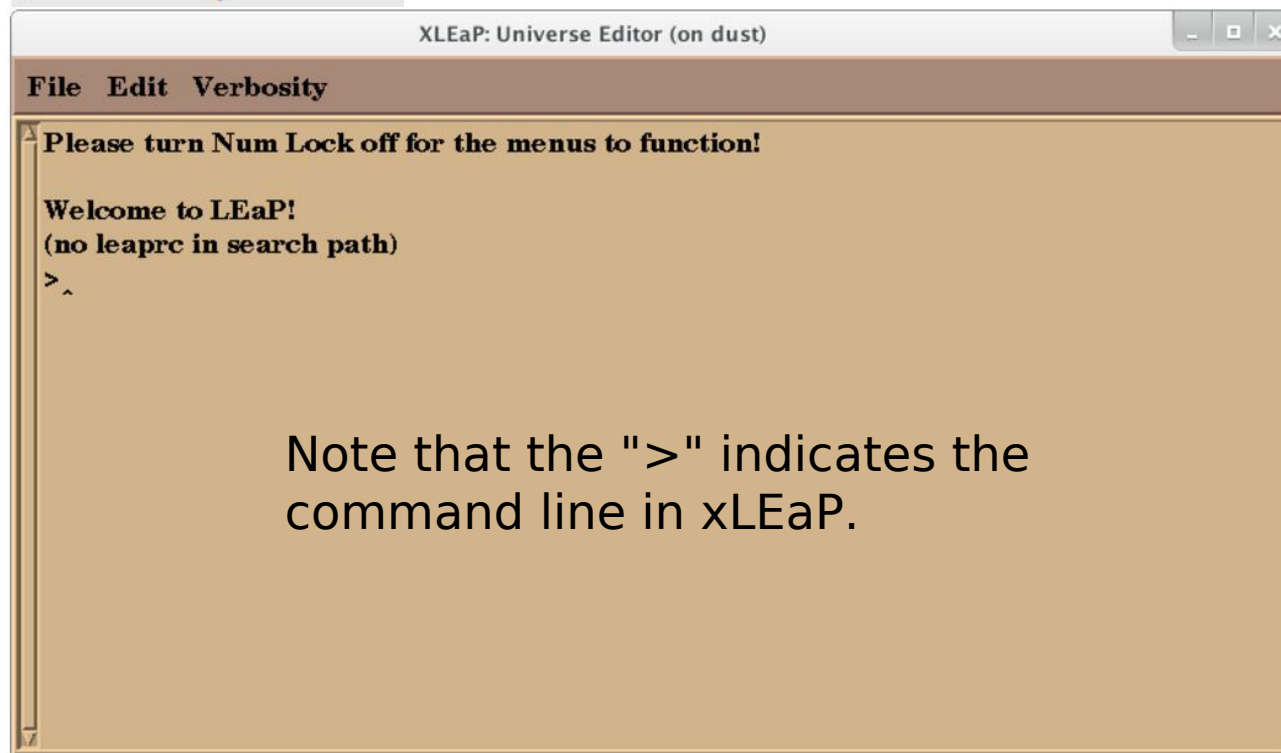 XLEaP: Universe Editor (on dust)
File Edit Verbosity
Please turn Num Lock off for the menus to function!
Welcome to LEaP!
(no leaprc in search path)
>
Note that the ">" indicates the
command line in xLEaP.